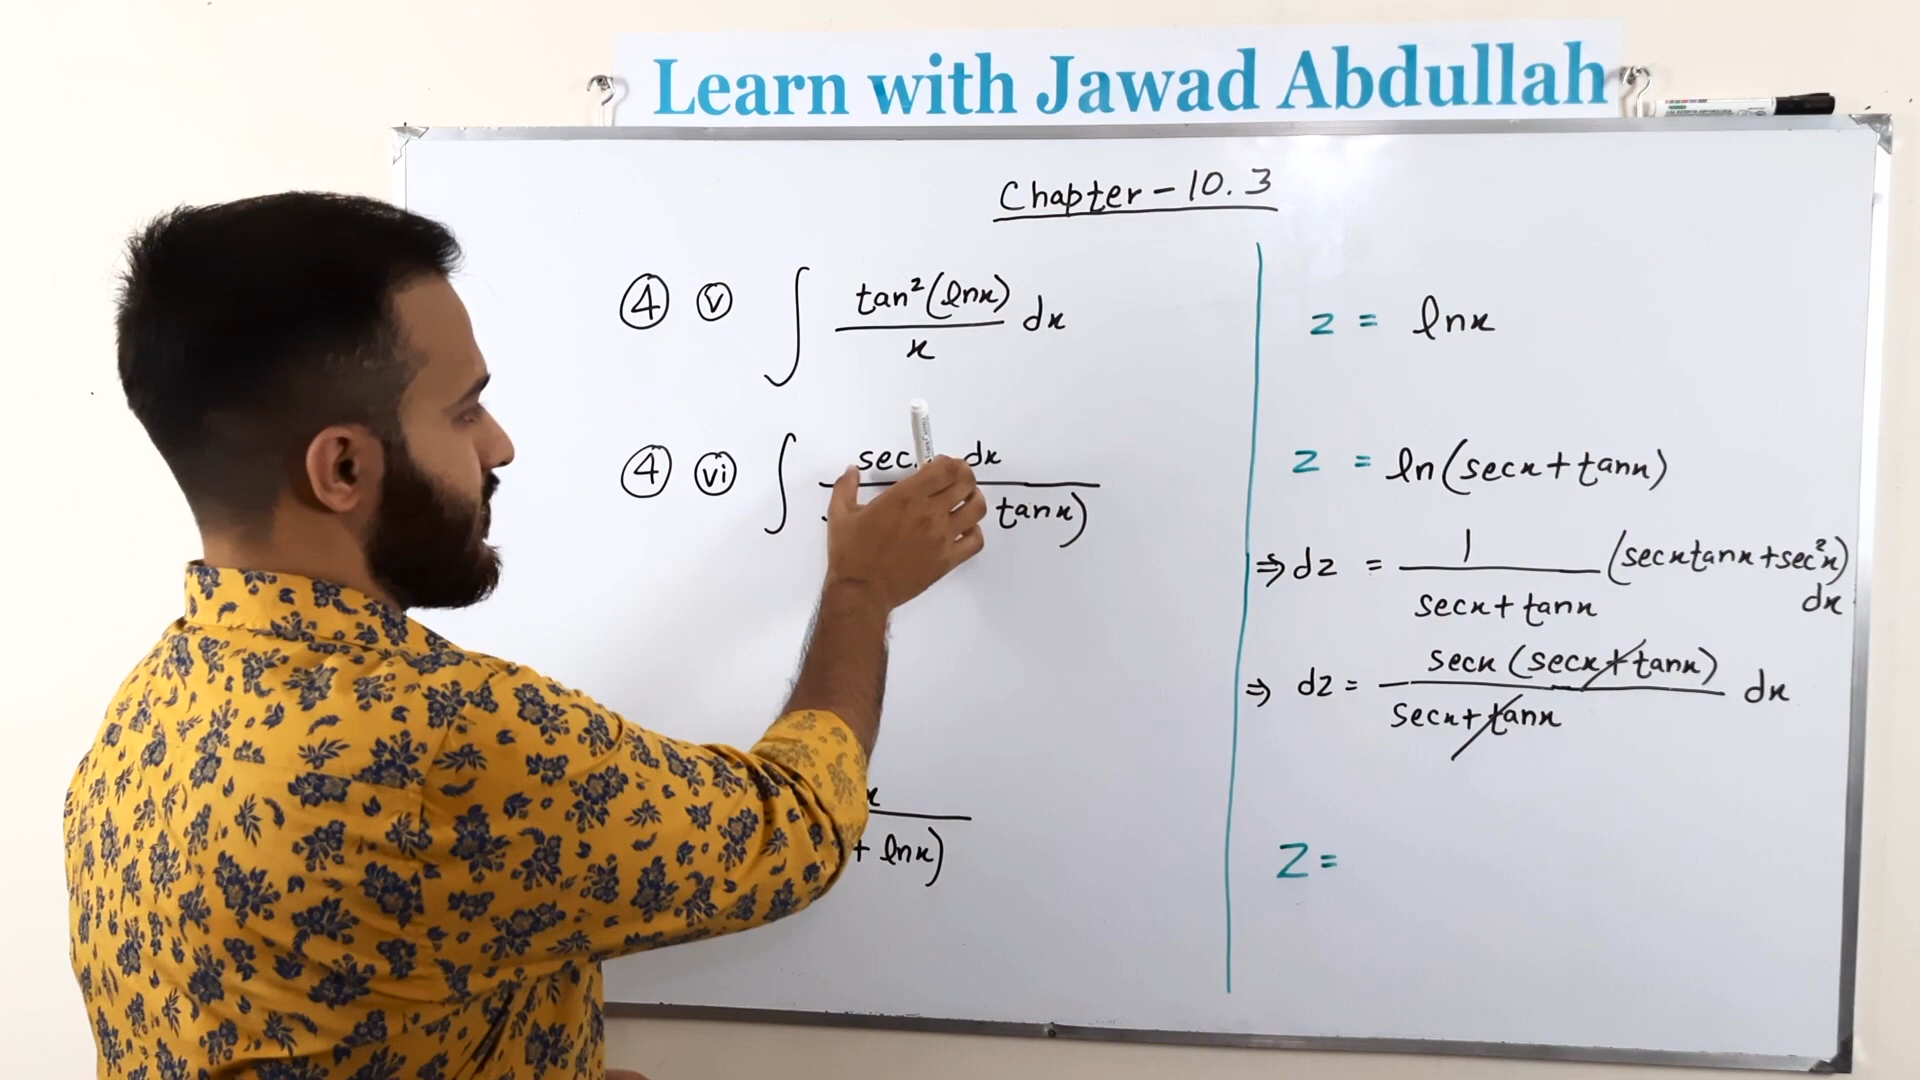 Learn with Jawad Abdullah
Chapter - 10.3
④ ⓥ ∫ tan²(lnx) / x dx
z = lnx
④ ⓥⓘ ∫ sec dx / tanx)
z = ln(secx + tanx)
⇒ dz = 1 / secx + tanx (secxtanx + sec²x) dx
⇒ dz = secx (secx + tanx) / secx + tanx dx
x / + lnx)
Z =